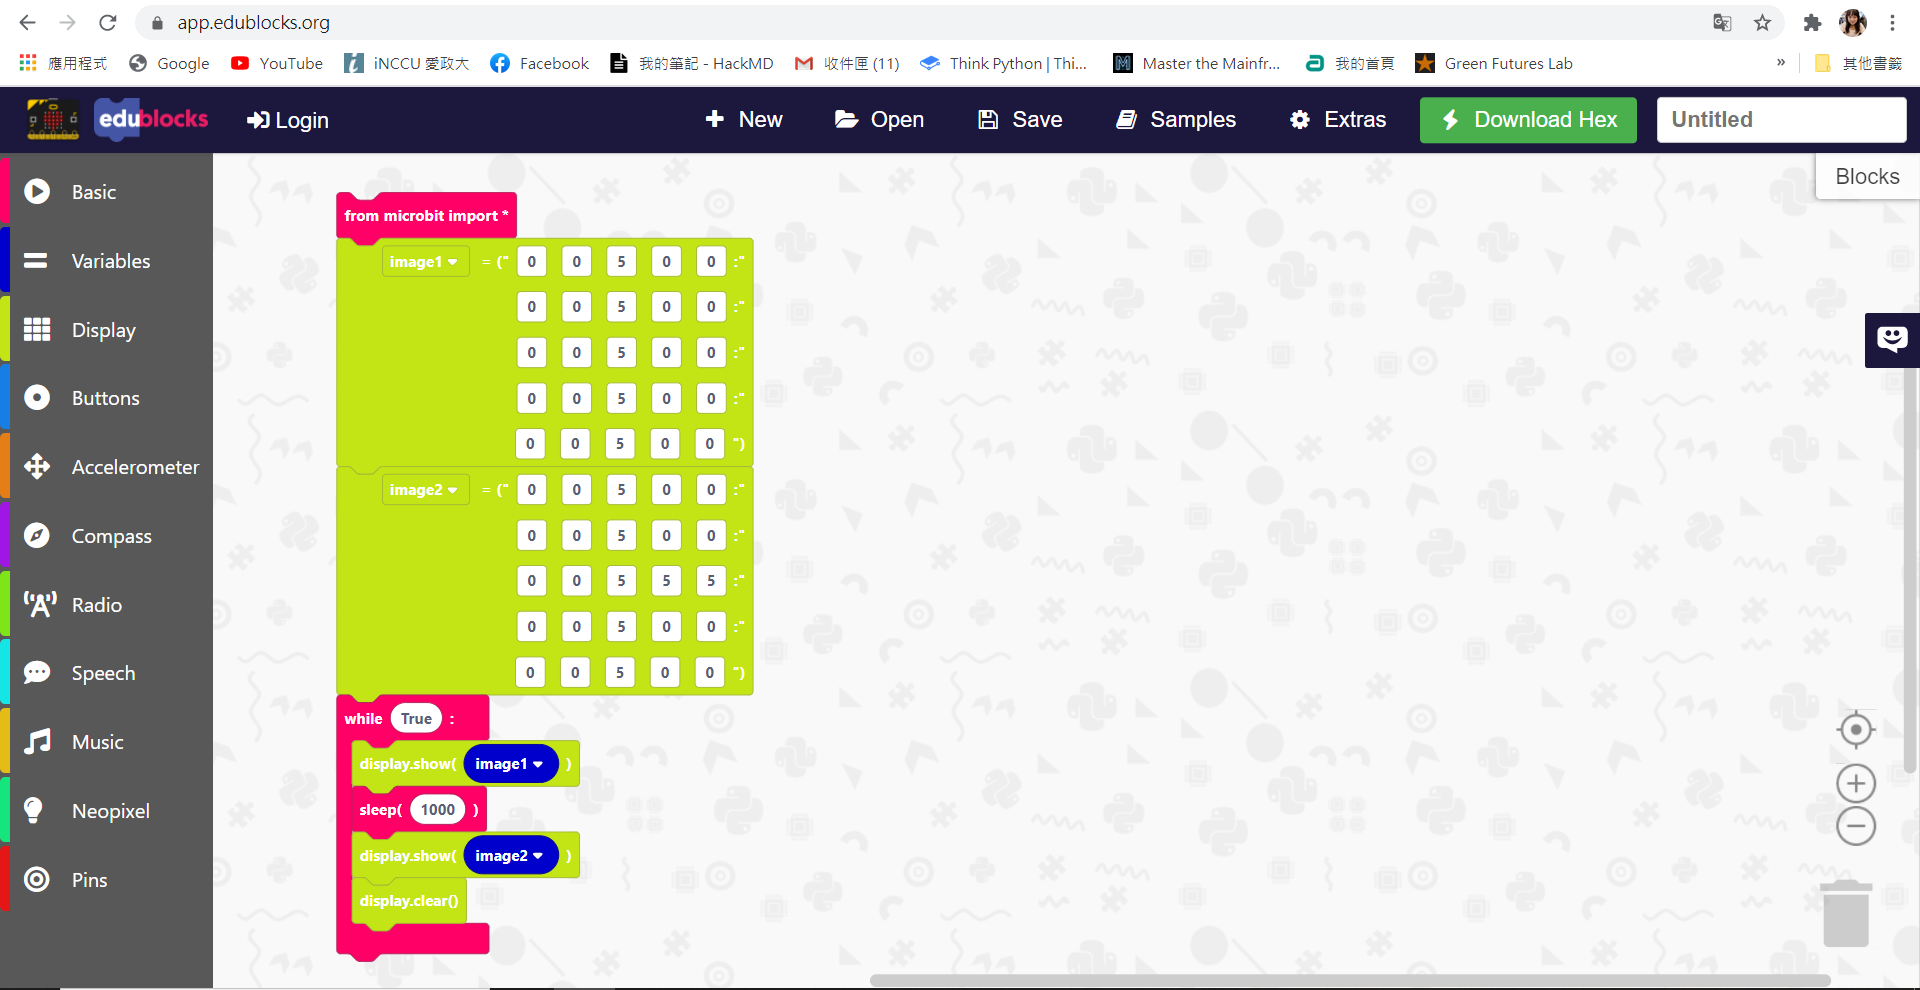 app.edublocks.org
應用程式 Google YouTube iNCCU 愛政大 Facebook 我的筆記 - HackMD 收件匣 (11) Think Python | Thi... Master the Mainfr... 我的首頁 Green Futures Lab » 其他書籤
edublocks Login New Open Save Samples Extras Download Hex Untitled
Blocks
Basic
Variables
Display
Buttons
Accelerometer
Compass
Radio
Speech
Music
Neopixel
Pins
from microbit import *
image1 = (" 0 0 5 0 0 :"
0 0 5 0 0 :"
0 0 5 0 0 :"
0 0 5 0 0 :"
0 0 5 0 0 ")
image2 = (" 0 0 5 0 0 :"
0 0 5 0 0 :"
0 0 5 5 5 :"
0 0 5 0 0 :"
0 0 5 0 0 ")
while True :
display.show( image1 )
sleep( 1000 )
display.show( image2 )
display.clear()